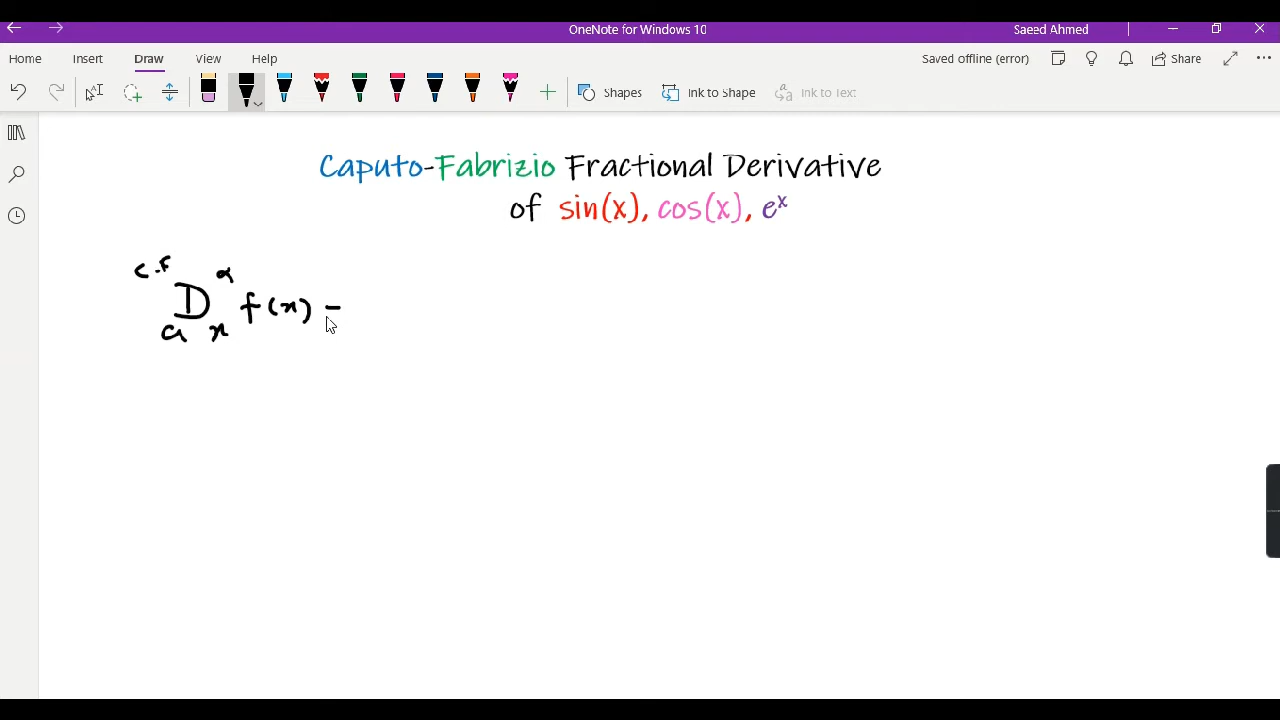 OneNote for Windows 10
Saeed Ahmed
Home Insert Draw View Help
Saved offline (error)
Share
Shapes
Ink to Shape
Ink to Text
Caputo-Fabrizio Fractional Derivative
of sin(x), cos(x), eˣ
C.F
D α f(x) =
a x